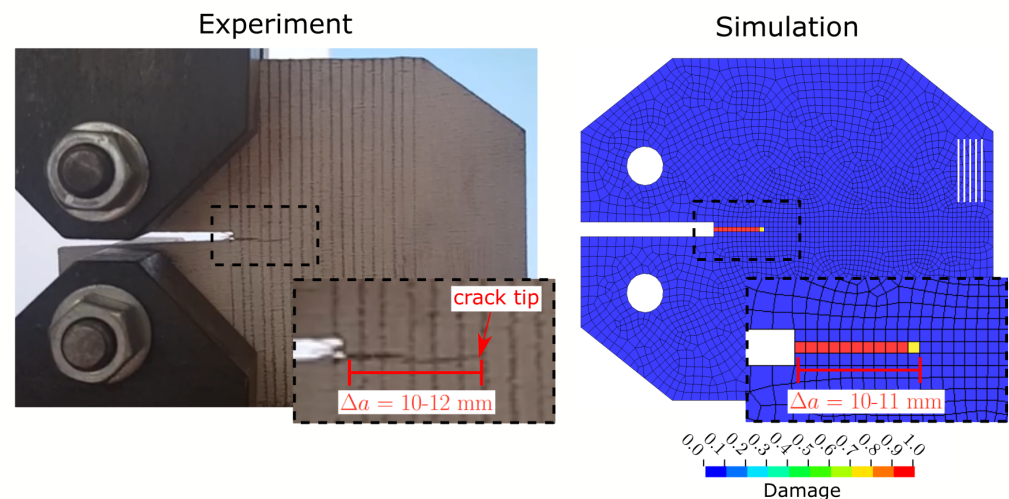 Experiment
Simulation
crack tip
Δa = 10-12 mm
Δa = 10-11 mm
0.0 0.1 0.2 0.3 0.4 0.5 0.6 0.7 0.8 0.9 1.0
Damage